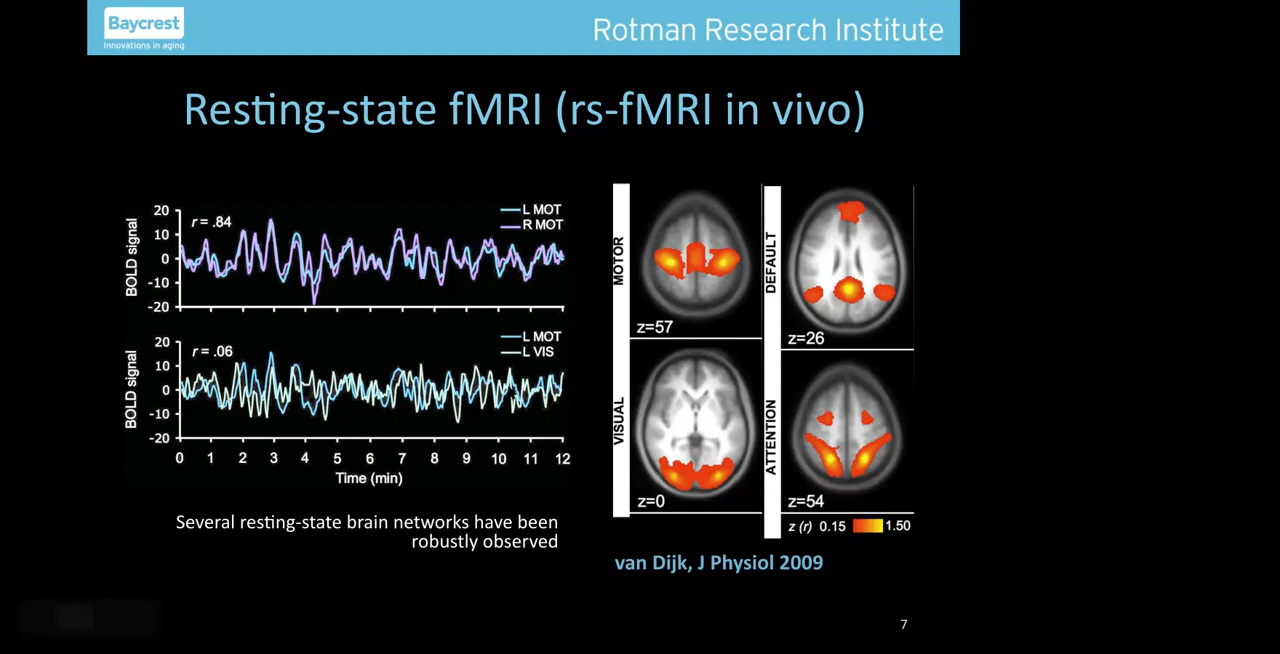 Baycrest
Innovations in aging
Rotman Research Institute
Resting-state fMRI (rs-fMRI in vivo)
BOLD signal
20
10
0
-10
-20
r = .84
L MOT
R MOT
BOLD signal
20
10
0
-10
-20
r = .06
L MOT
L VIS
0 1 2 3 4 5 6 7 8 9 10 11 12
Time (min)
Several resting-state brain networks have been
robustly observed
MOTOR
z=57
DEFAULT
z=26
VISUAL
z=0
ATTENTION
z=54
z (r) 0.15 1.50
van Dijk, J Physiol 2009
7